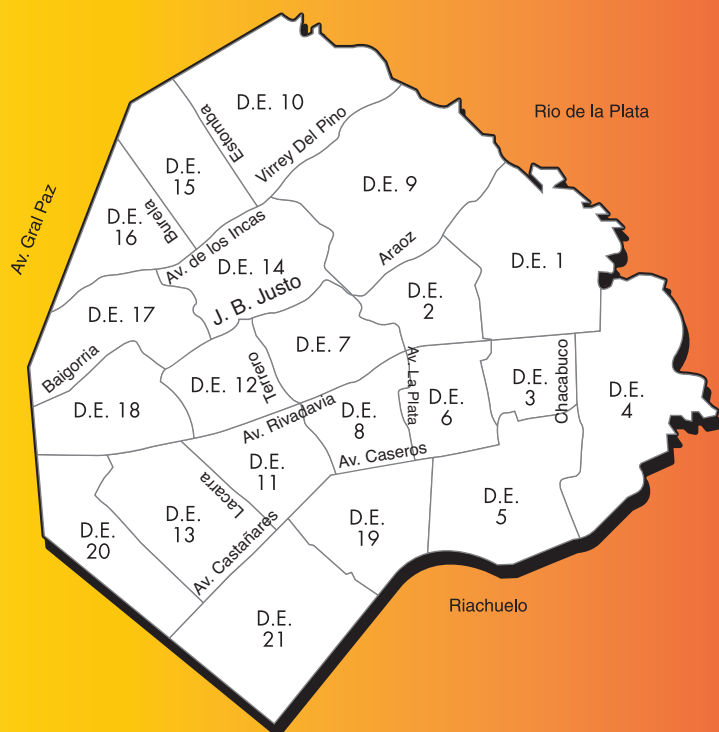 D.E. 10
Estomba
Virrey Del Pino
Rio de la Plata
D.E.
15
D.E. 9
Av. Gral Paz
D.E.
16
Burela
Av. de los Incas
Araoz
D.E. 1
D.E. 14
D.E.
2
J. B. Justo
D.E. 17
D.E. 7
Baigorria
D.E. 12
Terrero
Av. La Plata
D.E.
3
Chacabuco
D.E.
4
D.E. 18
Av. Rivadavia
D.E.
8
D.E.
6
Av. Caseros
D.E.
11
Lacarra
D.E.
13
D.E.
5
D.E.
20
Av. Castañares
D.E.
19
Riachuelo
D.E.
21